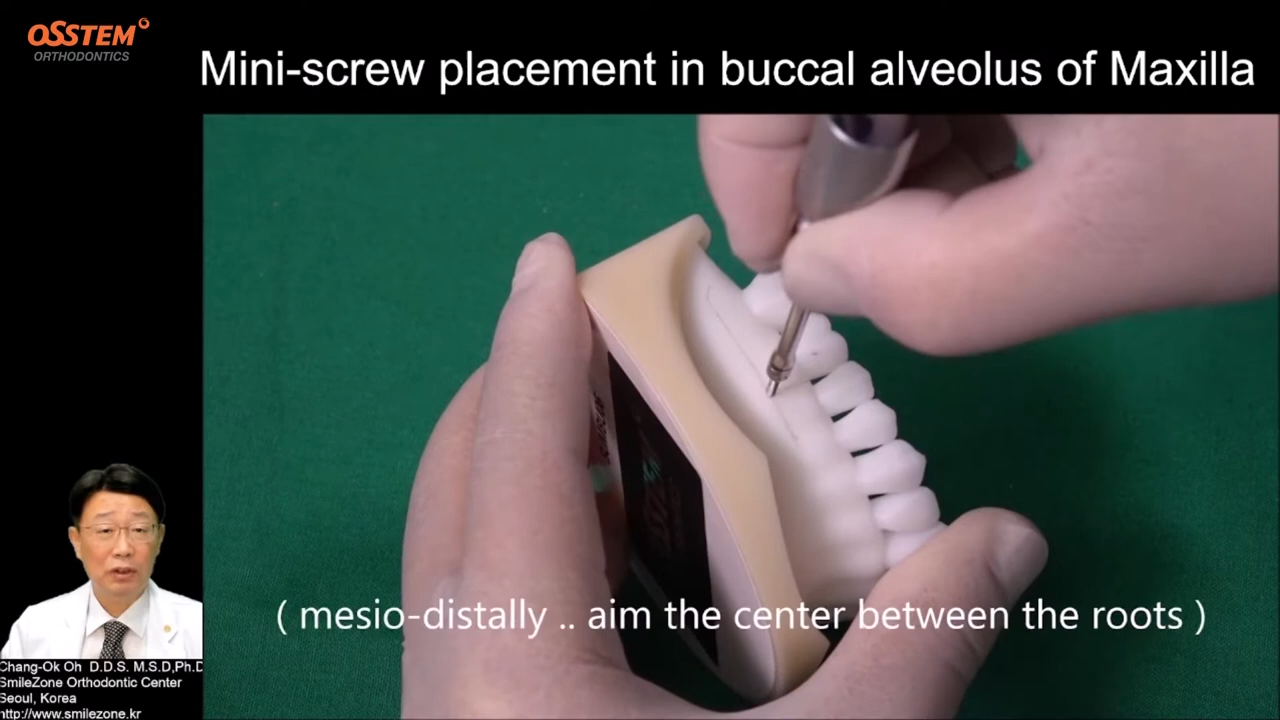 OSSTEM
ORTHODONTICS
Mini-screw placement in buccal alveolus of Maxilla
( mesio-distally .. aim the center between the roots )
Chang-Ok Oh D.D.S. M.S.D,Ph.D
SmileZone Orthodontic Center
Seoul, Korea
http://www.smilezone.kr